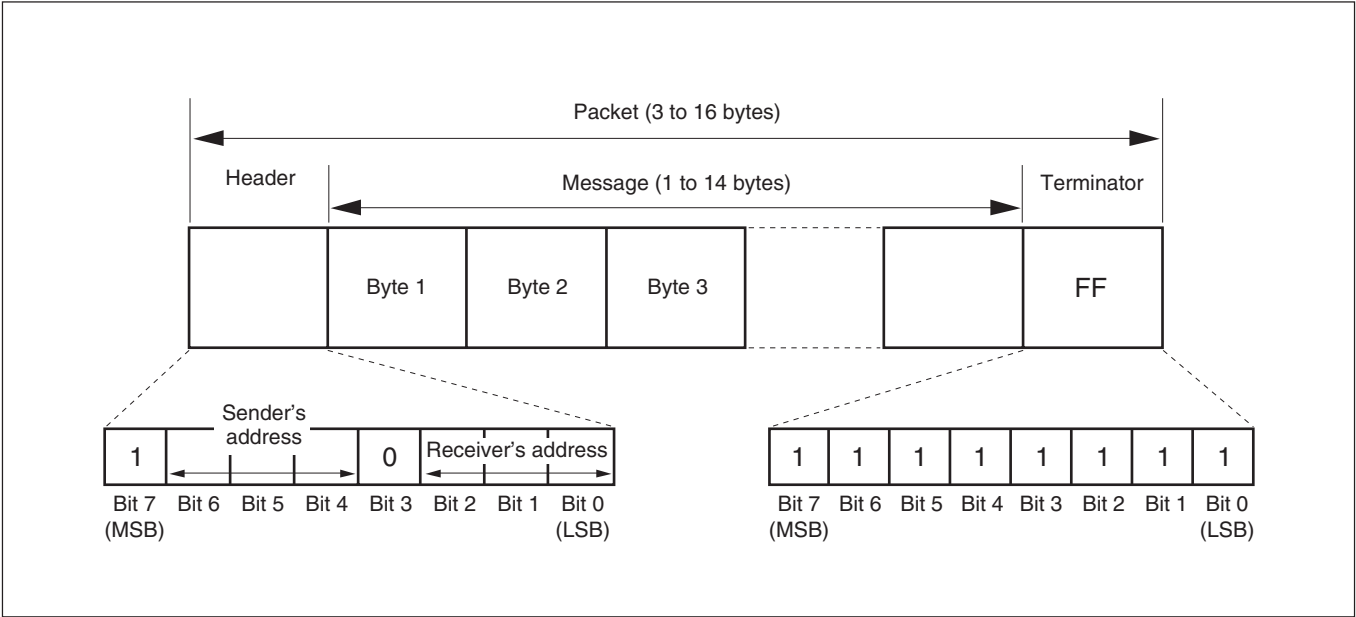 Packet (3 to 16 bytes)
Header
Message (1 to 14 bytes)
Terminator
Byte 1
Byte 2
Byte 3
FF
Sender's
address
Receiver's address
1
0
Bit 7
(MSB)
Bit 6
Bit 5
Bit 4
Bit 3
Bit 2
Bit 1
Bit 0
(LSB)
1 1 1 1 1 1 1 1
Bit 7
(MSB)
Bit 6
Bit 5
Bit 4
Bit 3
Bit 2
Bit 1
Bit 0
(LSB)